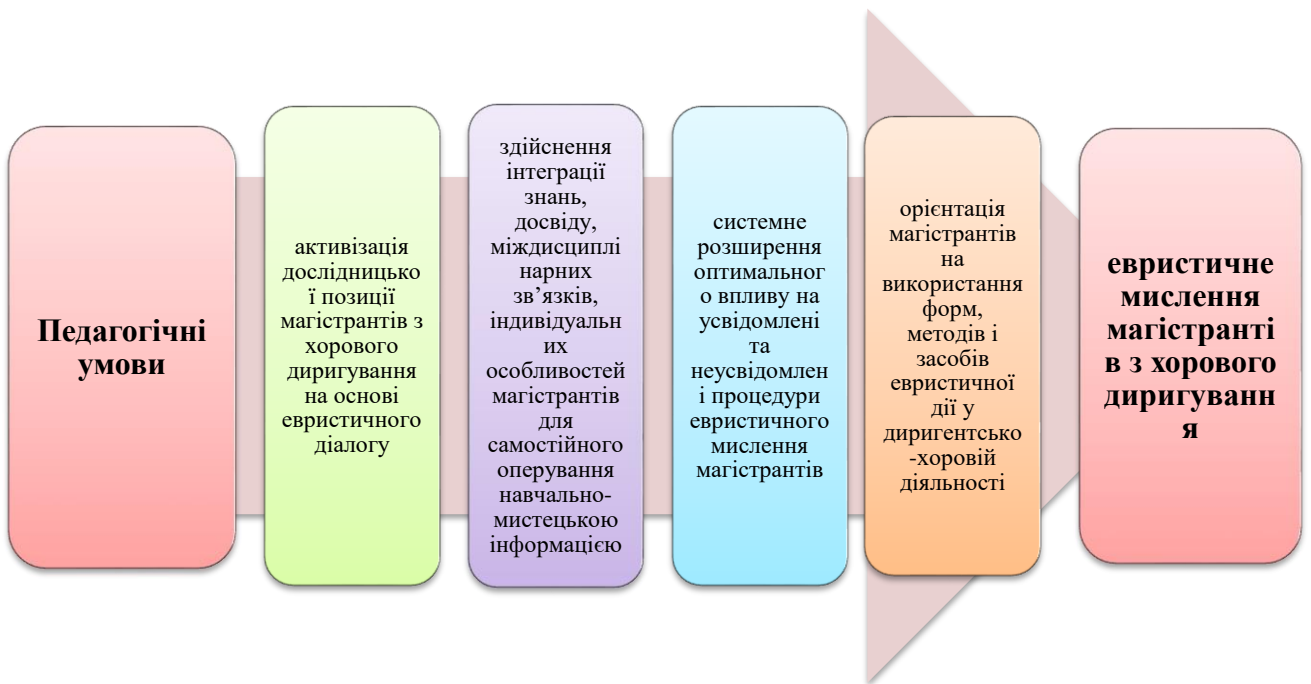 Педагогічні
умови
активізація
дослідницько
ї позиції
магістрантів з
хорового
диригування
на основі
евристичного
діалогу
здійснення
інтеграції
знань,
досвіду,
міждисциплі
нарних
зв’язків,
індивідуальн
их
особливостей
магістрантів
для
самостійного
оперування
навчально-
мистецькою
інформацією
системне
розширення
оптимальног
о впливу на
усвідомлені
та
неусвідомлен
і процедури
евристичного
мислення
магістрантів
орієнтація
магістрантів
на
використання
форм,
методів і
засобів
евристичної
дії у
диригентсько
-хоровій
діяльності
евристичне
мислення
магістранті
в з хорового
диригуванн
я